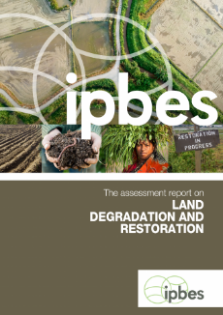 ipbes
RESTORATION
IN
PROGRESS
The assessment report on
LAND
DEGRADATION AND
RESTORATION
ipbes